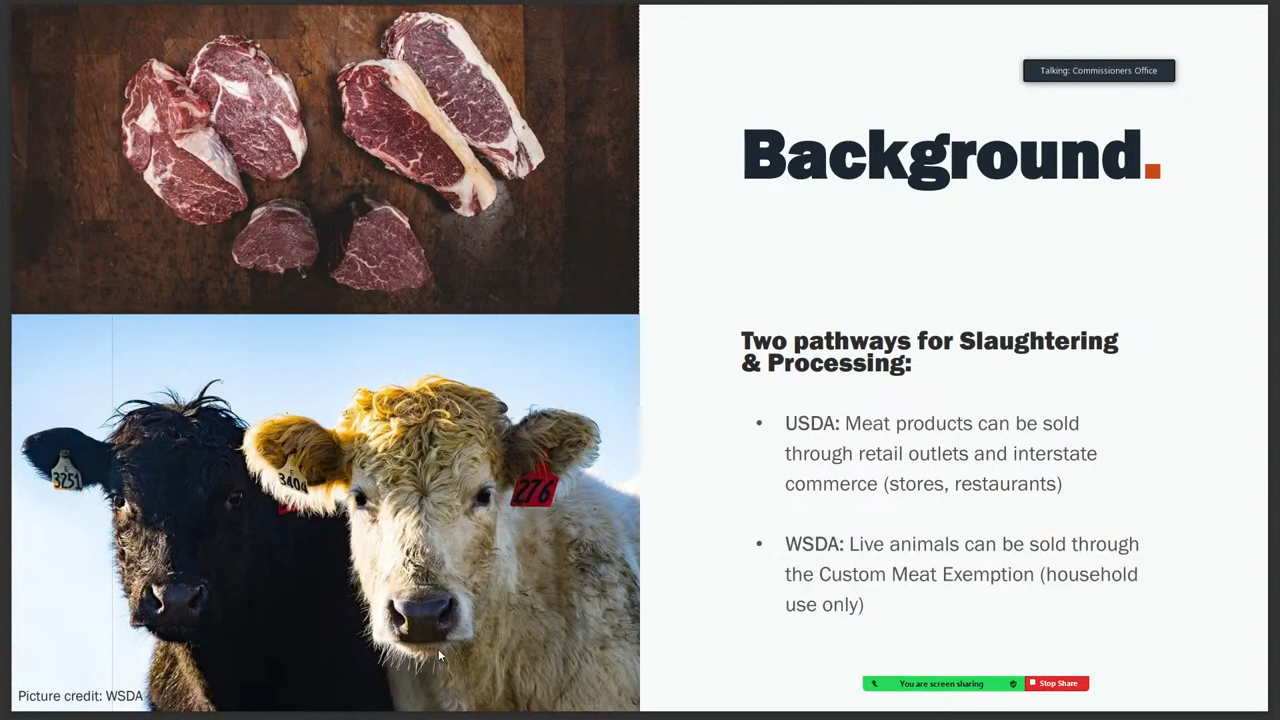 Talking: Commissioners Office
Background.
Two pathways for Slaughtering
& Processing:
• USDA: Meat products can be sold
through retail outlets and interstate
commerce (stores, restaurants)
• WSDA: Live animals can be sold through
the Custom Meat Exemption (household
use only)
3251
3404
276
Picture credit: WSDA
You are screen sharing
Stop Share